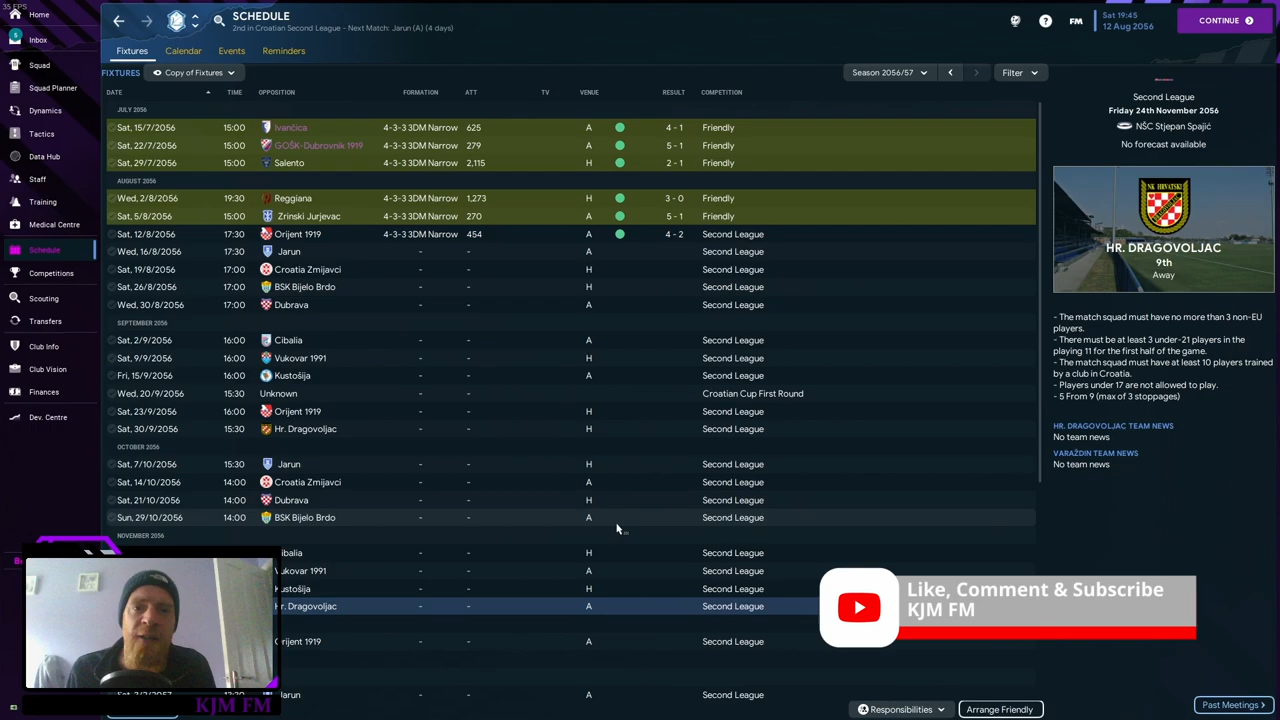 35 FPS
Home
SCHEDULE
2nd in Croatian Second League - Next Match: Jarun (A) (4 days)
FM
Sat 19:45
12 Aug 2056
CONTINUE
5
Inbox
Fixtures
Calendar
Events
Reminders
Squad
Squad Planner
Dynamics
Tactics
Data Hub
Staff
Training
Medical Centre
Schedule
Competitions
Scouting
Transfers
Club Info
Club Vision
Finances
Dev. Centre
FIXTURES
Copy of Fixtures
Season 2056/57
Filter
DATE TIME OPPOSITION FORMATION ATT TV VENUE RESULT COMPETITION
JULY 2056
Sat, 15/7/2056 15:00 Ivančica 4-3-3 3DM Narrow 625 A 4 - 1 Friendly
Sat, 22/7/2056 15:00 GOŠK-Dubrovnik 1919 4-3-3 3DM Narrow 279 A 5 - 1 Friendly
Sat, 29/7/2056 15:00 Salento 4-3-3 3DM Narrow 2,115 H 2 - 1 Friendly
AUGUST 2056
Wed, 2/8/2056 19:30 Reggiana 4-3-3 3DM Narrow 1,273 H 3 - 0 Friendly
Sat, 5/8/2056 15:00 Zrinski Jurjevac 4-3-3 3DM Narrow 270 A 5 - 1 Friendly
Sat, 12/8/2056 17:30 Orijent 1919 4-3-3 3DM Narrow 454 A 4 - 2 Second League
Wed, 16/8/2056 17:30 Jarun - - A Second League
Sat, 19/8/2056 17:00 Croatia Zmijavci - - H Second League
Sat, 26/8/2056 17:00 BSK Bijelo Brdo - - H Second League
Wed, 30/8/2056 17:00 Dubrava - - A Second League
SEPTEMBER 2056
Sat, 2/9/2056 16:00 Cibalia - - A Second League
Sat, 9/9/2056 16:00 Vukovar 1991 - - H Second League
Fri, 15/9/2056 16:00 Kustošija - - A Second League
Wed, 20/9/2056 15:30 Unknown - - Croatian Cup First Round
Sat, 23/9/2056 16:00 Orijent 1919 - - H Second League
Sat, 30/9/2056 15:30 Hr. Dragovoljac - - H Second League
OCTOBER 2056
Sat, 7/10/2056 15:30 Jarun - - H Second League
Sat, 14/10/2056 14:00 Croatia Zmijavci - - A Second League
Sat, 21/10/2056 14:00 Dubrava - - H Second League
Sun, 29/10/2056 14:00 BSK Bijelo Brdo - - A Second League
NOVEMBER 2056
ibalia - - H Second League
ukovar 1991 - - A Second League
ustošija - - H Second League
Hr. Dragovoljac - - A Second League
Orijent 1919 - - A Second League
Jarun - - A Second League
Second League
Friday 24th November 2056
NŠC Stjepan Spajić
No forecast available
NK HRVATSKI
HR. DRAGOVOLJAC
9th
Away
- The match squad must have no more than 3 non-EU
players.
- There must be at least 3 under-21 players in the
playing 11 for the first half of the game.
- The match squad must have at least 10 players trained
by a club in Croatia.
- Players under 17 are not allowed to play.
- 5 From 9 (max of 3 stoppages)
HR. DRAGOVOLJAC TEAM NEWS
No team news
VARAŽDIN TEAM NEWS
No team news
Like, Comment & Subscribe
KJM FM
KJM FM
Responsibilities
Arrange Friendly
Past Meetings